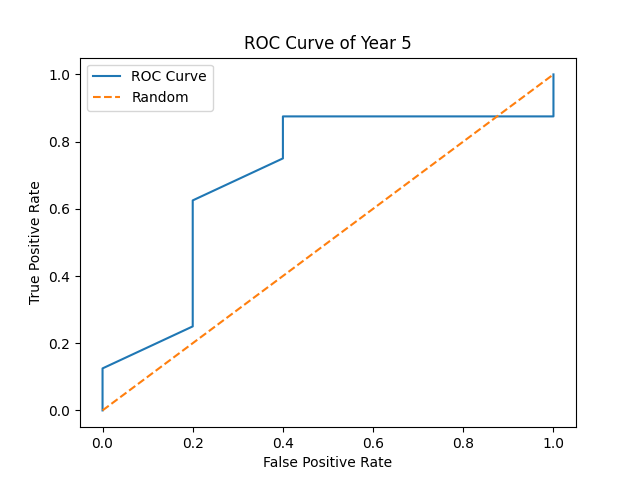 ROC Curve of Year 5
ROC Curve
Random
True Positive Rate
1.0
0.8
0.6
0.4
0.2
0.0
0.0 0.2 0.4 0.6 0.8 1.0
False Positive Rate